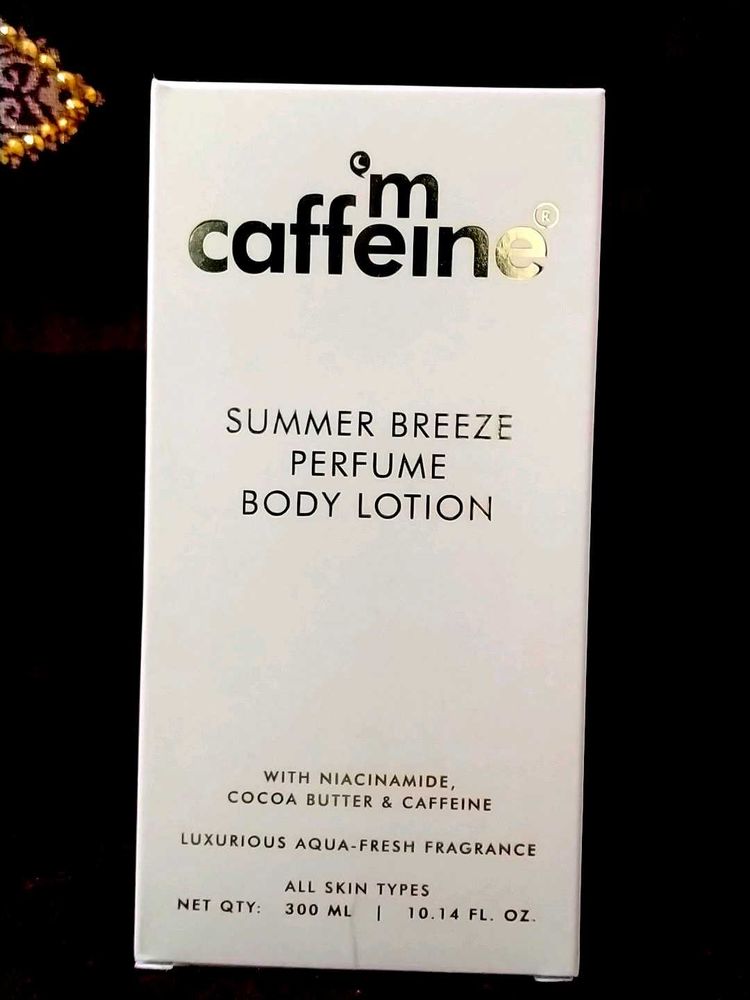 'm
caffeine®
SUMMER BREEZE
PERFUME
BODY LOTION
WITH NIACINAMIDE,
COCOA BUTTER & CAFFEINE
LUXURIOUS AQUA-FRESH FRAGRANCE
ALL SKIN TYPES
NET QTY: 300 ML | 10.14 FL. OZ.